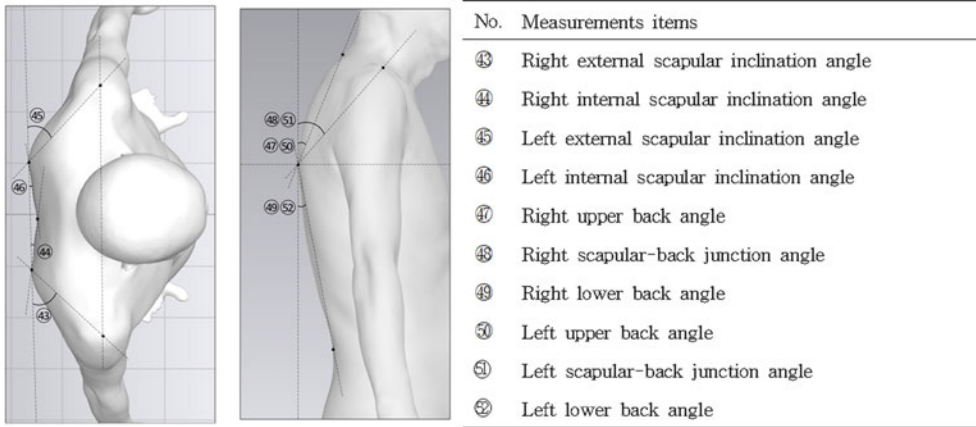 ㊺
㊻
㊹
㊸
㊽ 51
㊼ ㊿
㊾ 52
No. Measurements items
㊸ Right external scapular inclination angle
㊹ Right internal scapular inclination angle
㊺ Left external scapular inclination angle
㊻ Left internal scapular inclination angle
㊼ Right upper back angle
㊽ Right scapular-back junction angle
㊾ Right lower back angle
㊿ Left upper back angle
51 Left scapular-back junction angle
52 Left lower back angle